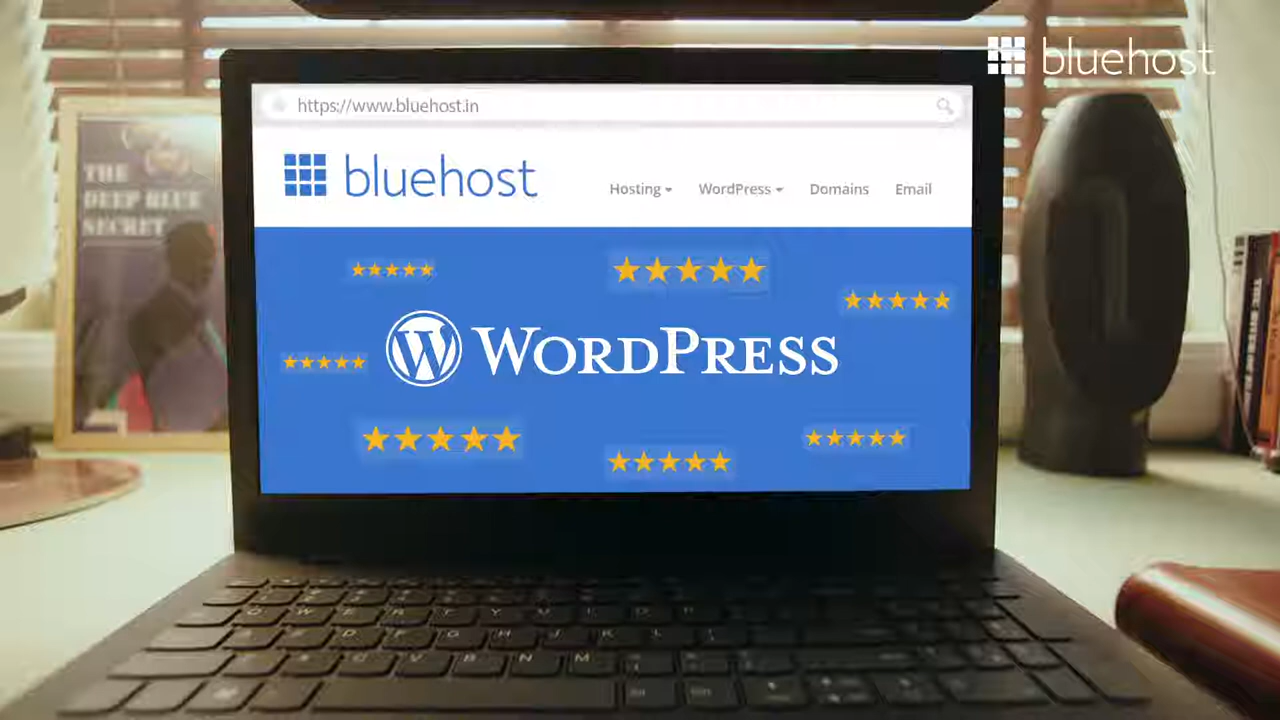 bluehost
https://www.bluehost.in
bluehost
Hosting WordPress Domains Email
WORDPRESS
THE
DEEP BLUE
SECRET